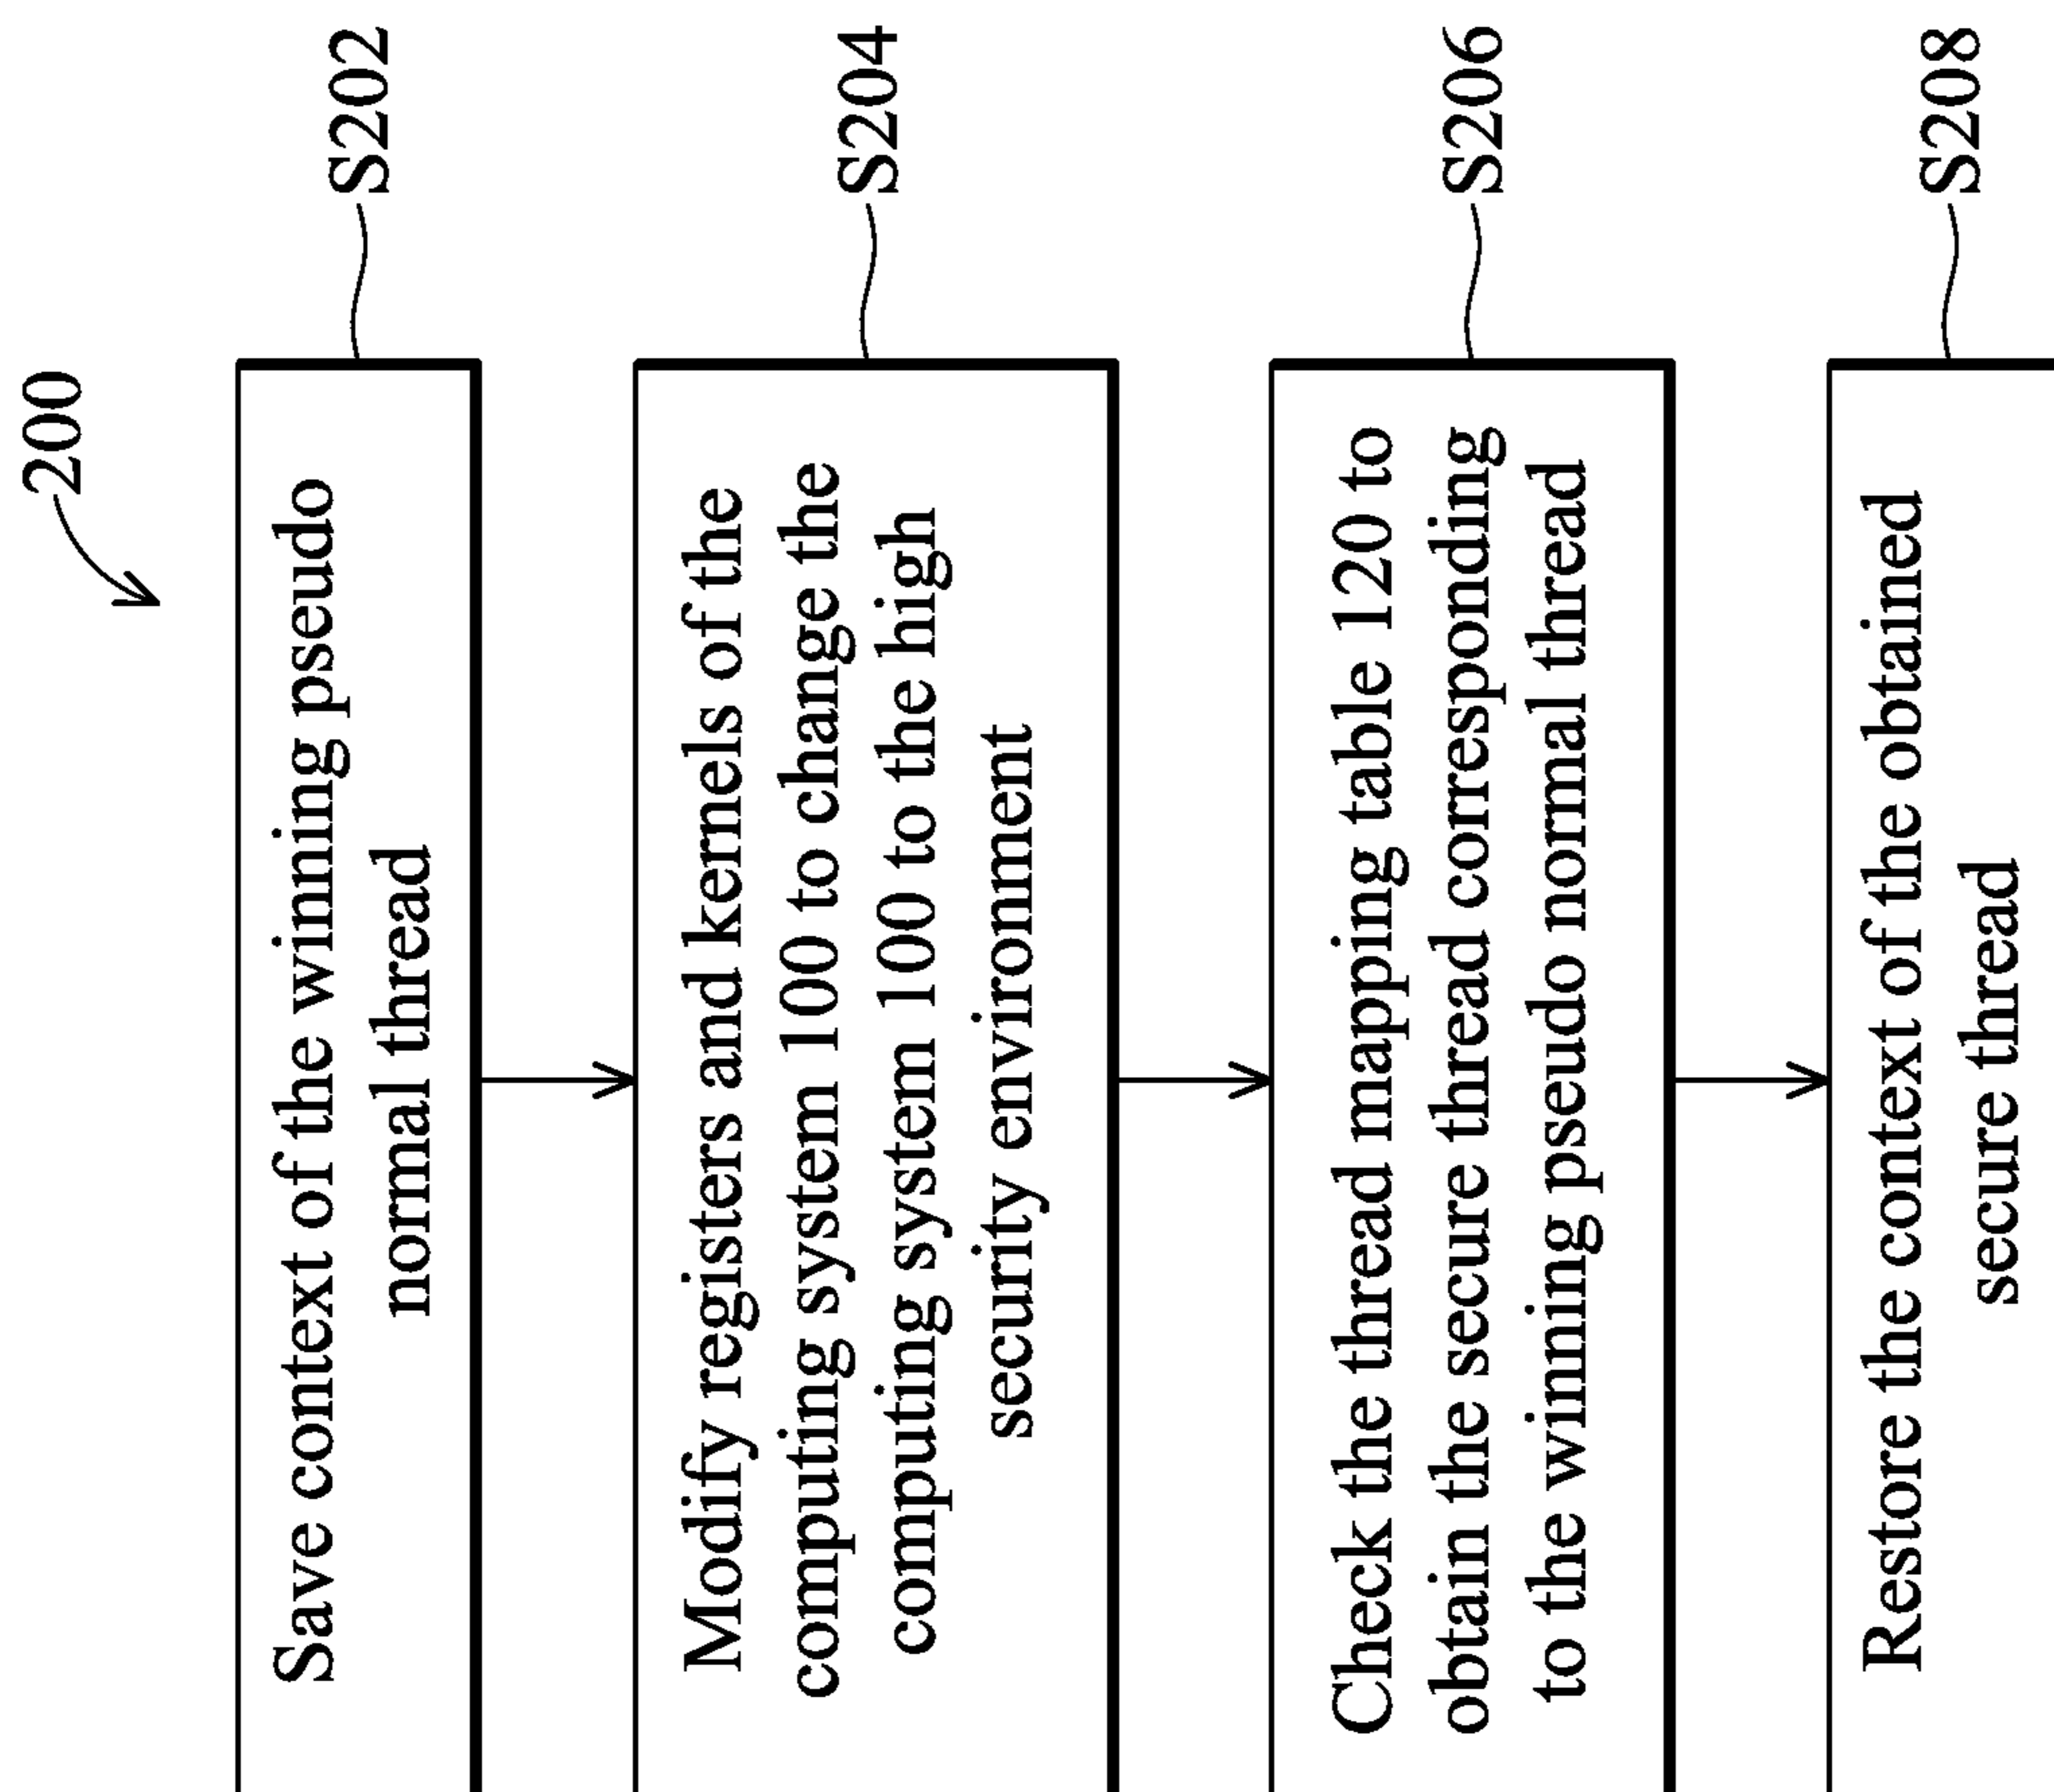 200
Save context of the winning pseudo
normal thread
S202
Modify registers and kernels of the
computing system 100 to change the
computing system 100 to the high
security environment
S204
Check the thread mapping table 120 to
obtain the secure thread corresponding
to the winning pseudo normal thread
S206
Restore the context of the obtained
secure thread
S208